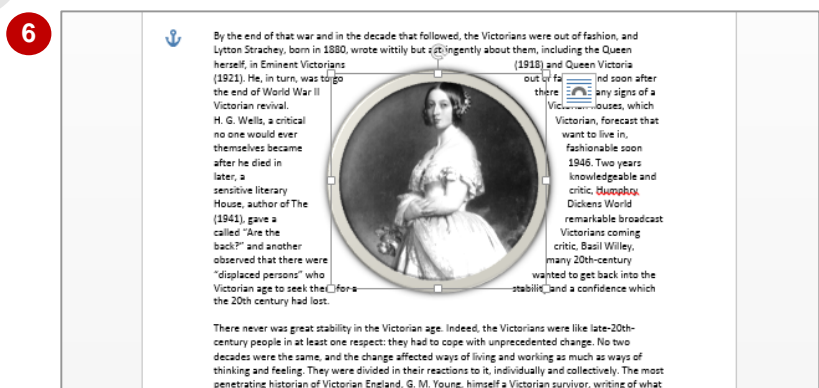 6
By the end of that war and in the decade that followed, the Victorians were out of fashion, and
Lytton Strachey, born in 1880, wrote wittily but astringently about them, including the Queen
herself, in Eminent Victorians (1918) and Queen Victoria
(1921). He, in turn, was to go out of soon after
the end of World War II there signs of a
Victorian revival. which
H. G. Wells, a critical Victorian, forecast that
no one would ever want to live in,
themselves became fashionable soon
after he died in 1946. Two years
later, a knowledgeable and
sensitive literary critic, Humphry
House, author of The Dickens World
(1941), gave a remarkable broadcast
called "Are the Victorians coming
back?" and another critic, Basil Willey,
observed that there were many 20th-century
"displaced persons" who wanted to get back into the
Victorian age to seek there for a stability and a confidence which
the 20th century had lost.
There never was great stability in the Victorian age. Indeed, the Victorians were like late-20th-
century people in at least one respect: they had to cope with unprecedented change. No two
decades were the same, and the change affected ways of living and working as much as ways of
thinking and feeling. They were divided in their reactions to it, individually and collectively. The most
penetrating historian of Victorian England, G. M. Young, himself a Victorian survivor, writing of what